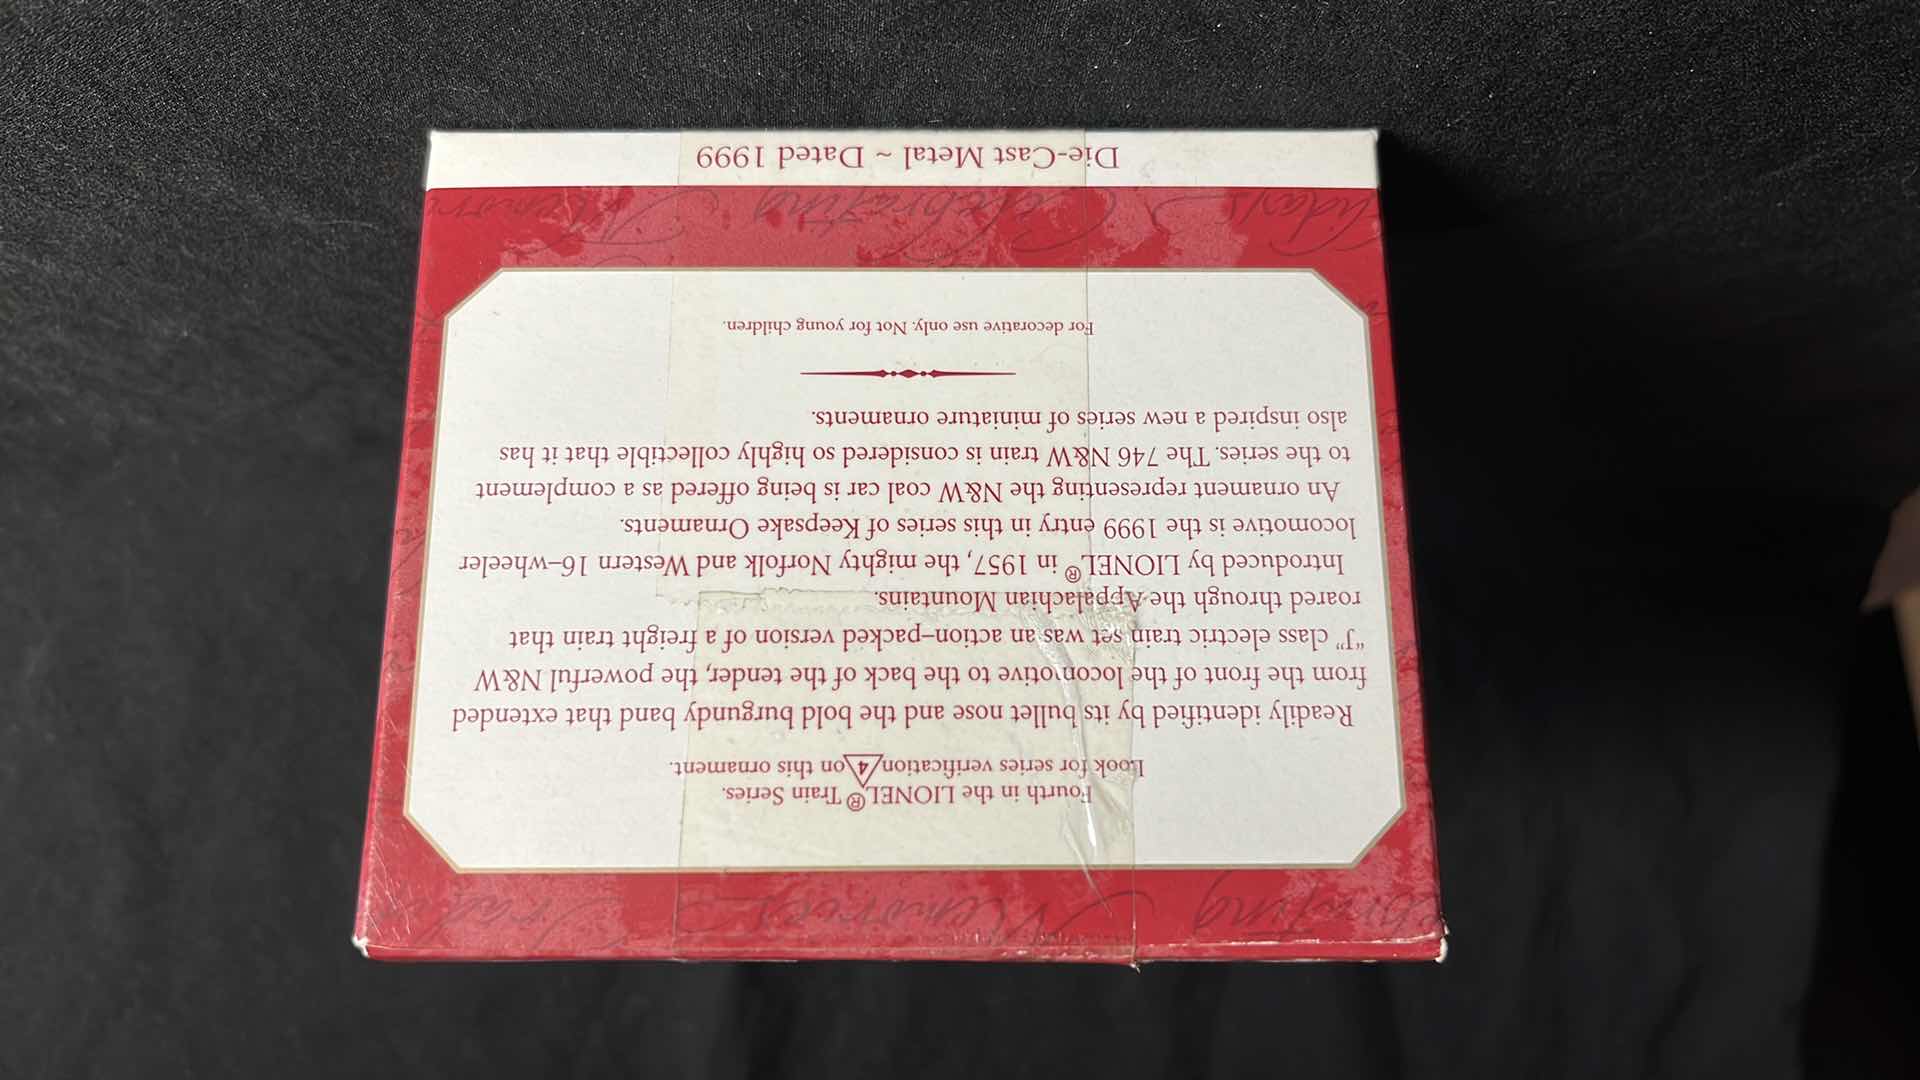 Fourth in the LIONEL® Train Series.
Look for series verification 4 on this ornament.
Readily identified by its bullet nose and the bold burgundy band that extended
from the front of the locomotive to the back of the tender, the powerful N&W
"J" class electric train set was an action-packed version of a freight train that
roared through the Appalachian Mountains.
Introduced by LIONEL® in 1957, the mighty Norfolk and Western 16-wheeler
locomotive is the 1999 entry in this series of Keepsake Ornaments.
An ornament representing the N&W coal car is being offered as a complement
to the series. The 746 N&W train is considered so highly collectible that it has
also inspired a new series of miniature ornaments.
For decorative use only. Not for young children.
Celebrating
Die-Cast Metal ~ Dated 1999